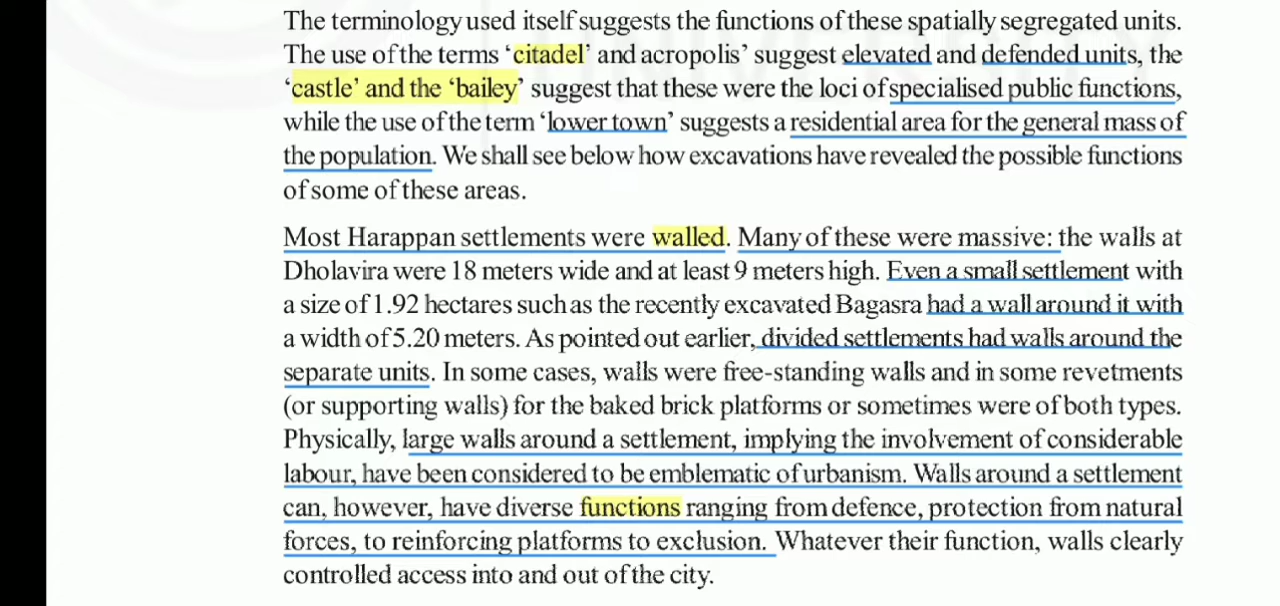 The terminology used itself suggests the functions of these spatially segregated units.
The use of the terms ‘citadel’ and acropolis’ suggest elevated and defended units, the
‘castle’ and the ‘bailey’ suggest that these were the loci of specialised public functions,
while the use of the term ‘lower town’ suggests a residential area for the general mass of
the population. We shall see below how excavations have revealed the possible functions
of some of these areas.
Most Harappan settlements were walled. Many of these were massive: the walls at
Dholavira were 18 meters wide and at least 9 meters high. Even a small settlement with
a size of 1.92 hectares such as the recently excavated Bagasra had a wall around it with
a width of 5.20 meters. As pointed out earlier, divided settlements had walls around the
separate units. In some cases, walls were free-standing walls and in some revetments
(or supporting walls) for the baked brick platforms or sometimes were of both types.
Physically, large walls around a settlement, implying the involvement of considerable
labour, have been considered to be emblematic of urbanism. Walls around a settlement
can, however, have diverse functions ranging from defence, protection from natural
forces, to reinforcing platforms to exclusion. Whatever their function, walls clearly
controlled access into and out of the city.